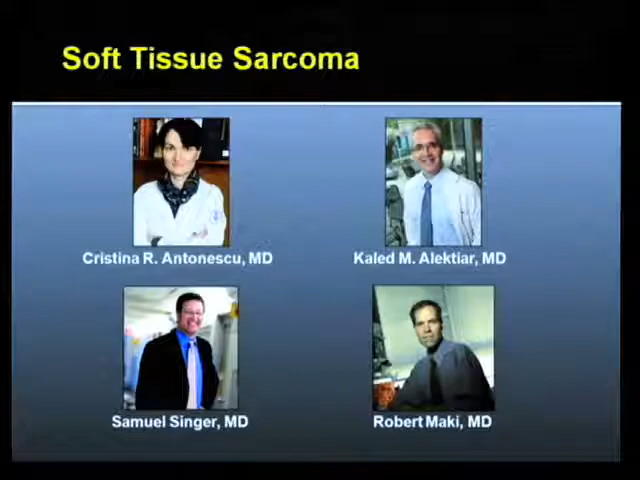 Soft Tissue Sarcoma
Cristina R. Antonescu, MD
Kaled M. Alektiar, MD
Samuel Singer, MD
Robert Maki, MD